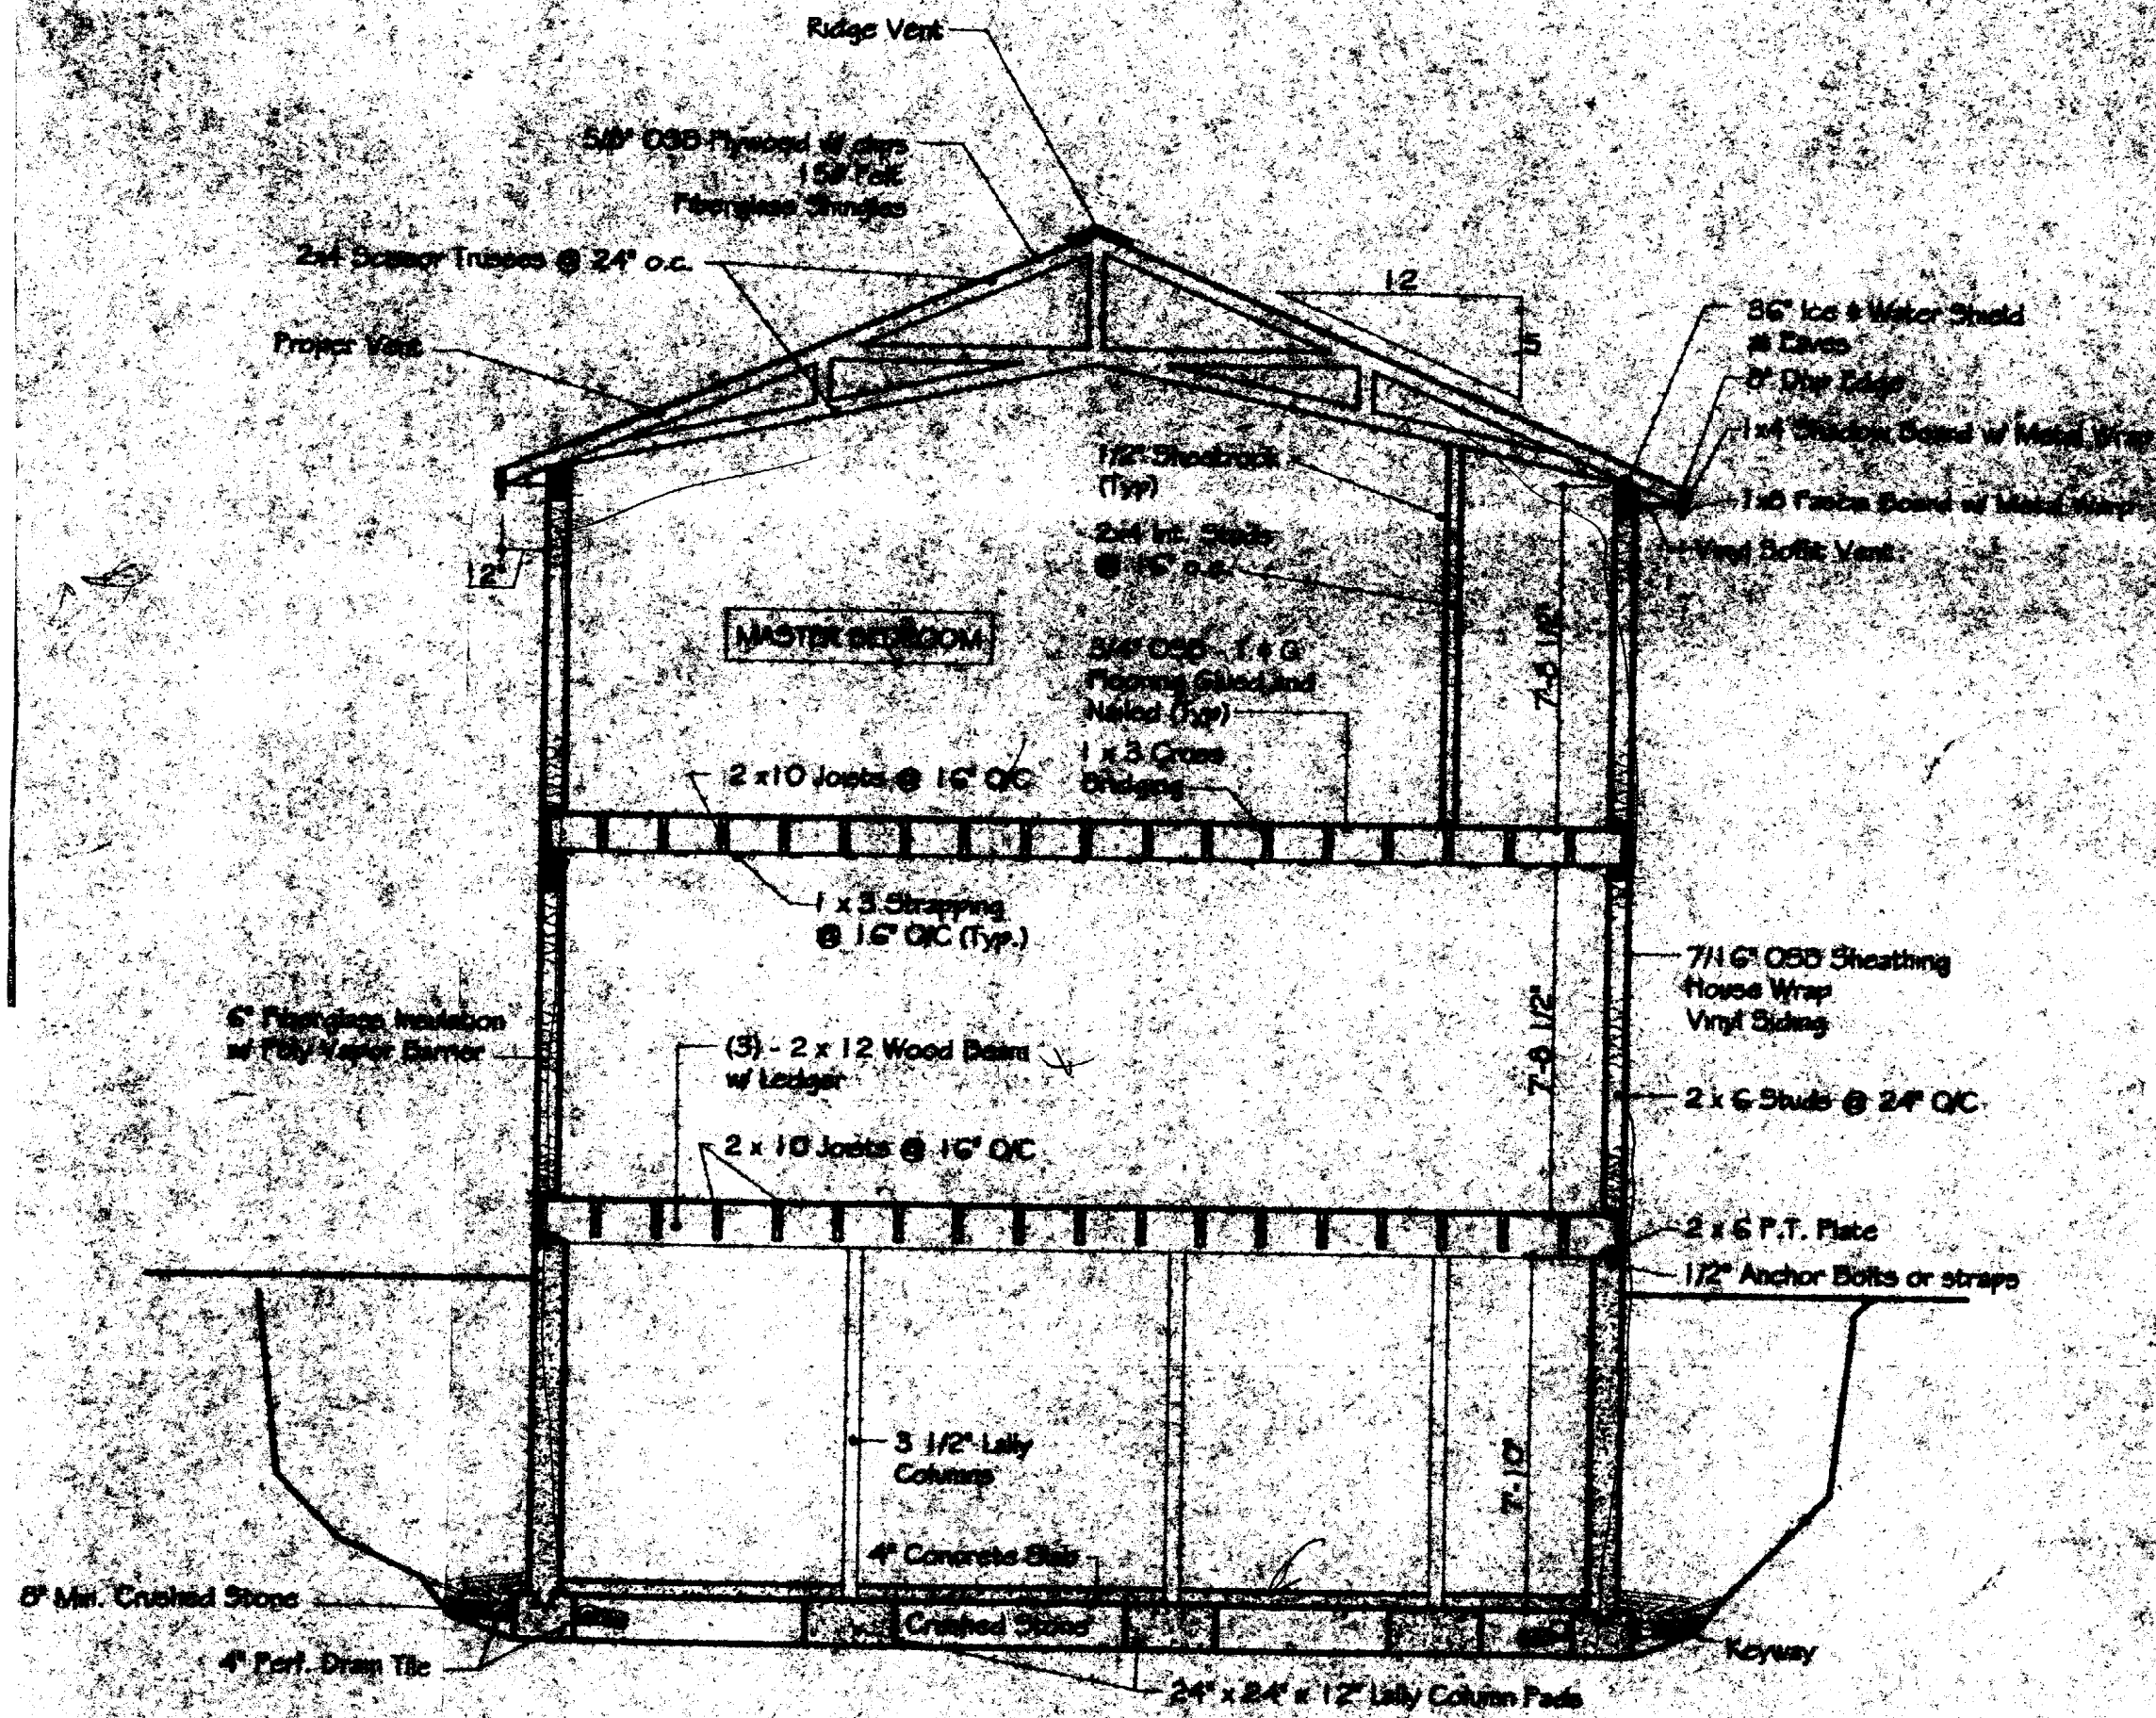 Ridge Vent
5/8" OSB Plywood w/ clips
15# Felt
Fiberglass Shingles
2x4 Scissor Trusses @ 24" o.c.
12
5
Proper Vent
36" Ice & Water Shield
at Eaves
8" Drip Edge
1x4 Shadow Board w/ Metal Wrap
1x8 Fascia Board w/ Metal Wrap
Vinyl Soffit Vent
1/2" Sheetrock
(Typ)
2x4 Int. Studs
@ 16" o.c.
12"
MASTER BEDROOM
3/4" OSB - T & G
Flooring Glued and
Nailed (Typ)
7'-8 1/2"
1 x 3 Cross
Bridging
2 x10 Joists @ 16" O/C
1 x 3 Strapping
@ 16" O/C (Typ.)
7/16" OSB Sheathing
House Wrap
Vinyl Siding
6" Fiberglass Insulation
w/ Poly Vapor Barrier
(3) - 2 x 12 Wood Beam
w/ Ledger
7'-8 1/2"
2 x 6 Studs @ 24" O/C
2 x 10 Joists @ 16" O/C
2 x 6 P.T. Plate
1/2" Anchor Bolts or straps
3 1/2" Lally
Columns
7'-10"
4" Concrete Slab
8" Min. Crushed Stone
Crushed Stone
Keyway
4" Perf. Drain Tile
24" x 24" x 12" Lally Column Pads